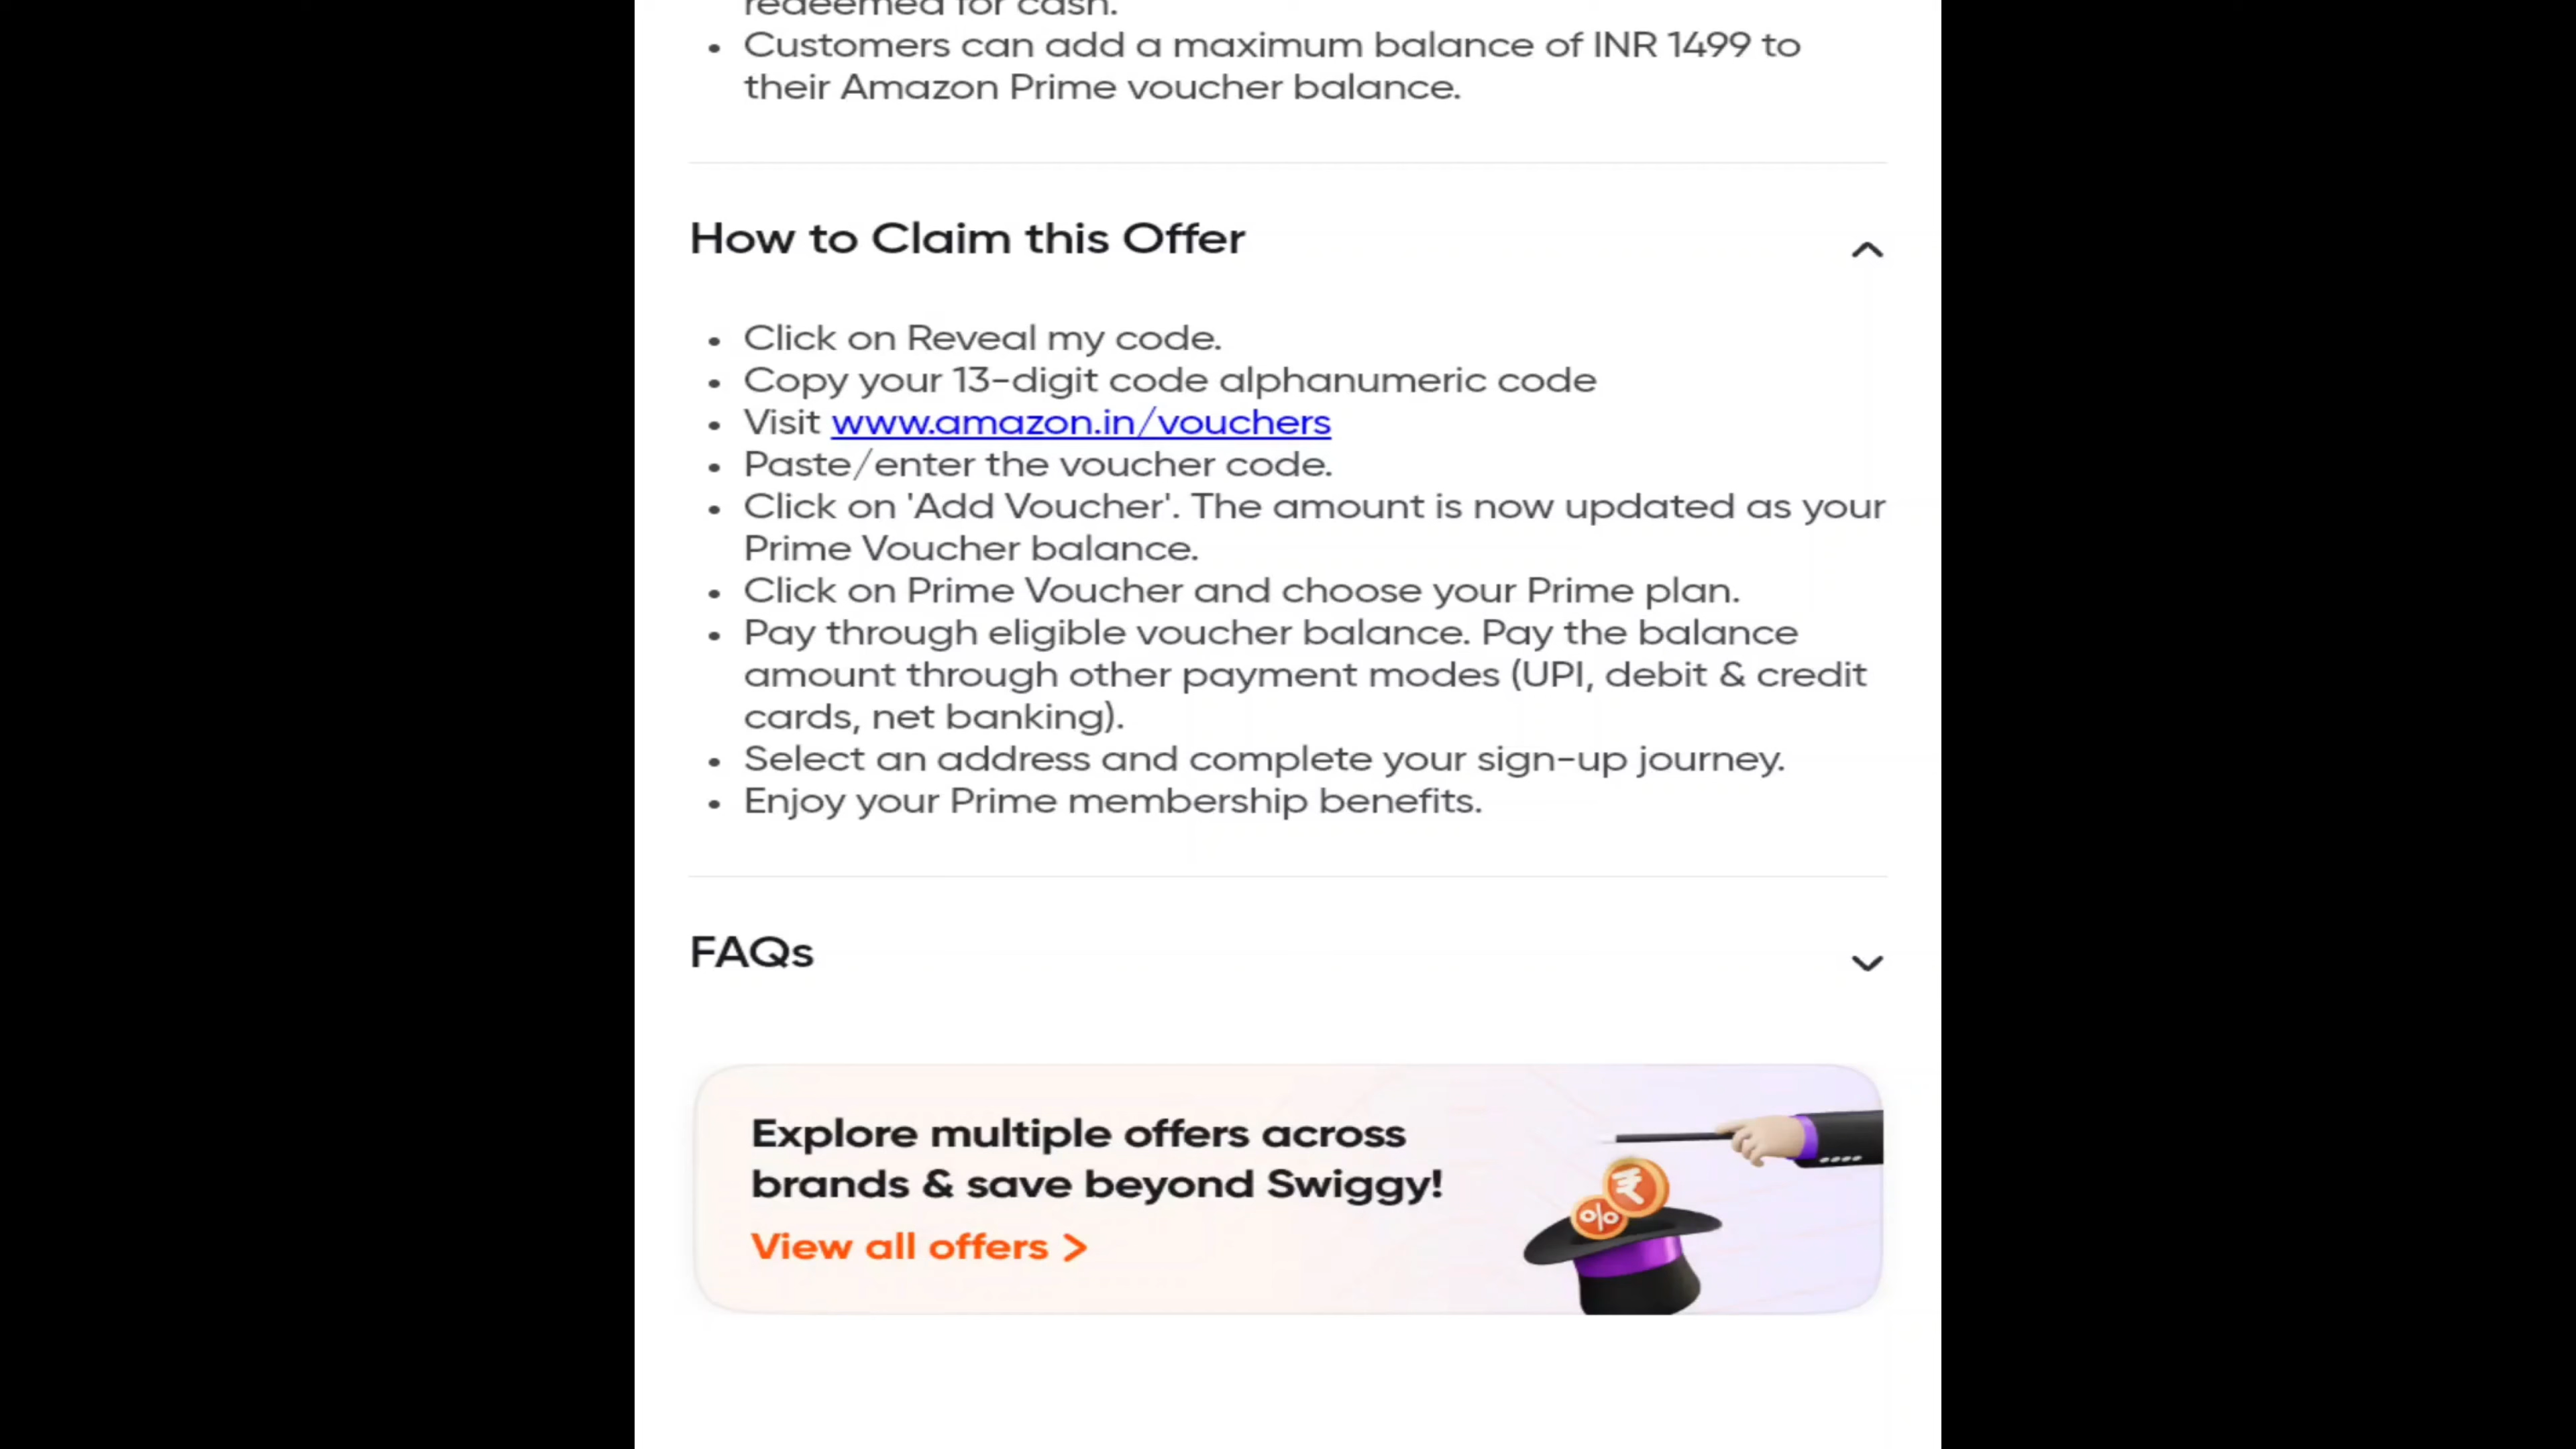 redeemed for cash.
Customers can add a maximum balance of INR 1499 to
their Amazon Prime voucher balance.
How to Claim this Offer
Click on Reveal my code.
Copy your 13-digit code alphanumeric code
Visit www.amazon.in/vouchers
Paste/enter the voucher code.
Click on 'Add Voucher'. The amount is now updated as your
Prime Voucher balance.
Click on Prime Voucher and choose your Prime plan.
Pay through eligible voucher balance. Pay the balance
amount through other payment modes (UPI, debit & credit
cards, net banking).
Select an address and complete your sign-up journey.
Enjoy your Prime membership benefits.
FAQs
Explore multiple offers across
brands & save beyond Swiggy!
View all offers >
₹
%